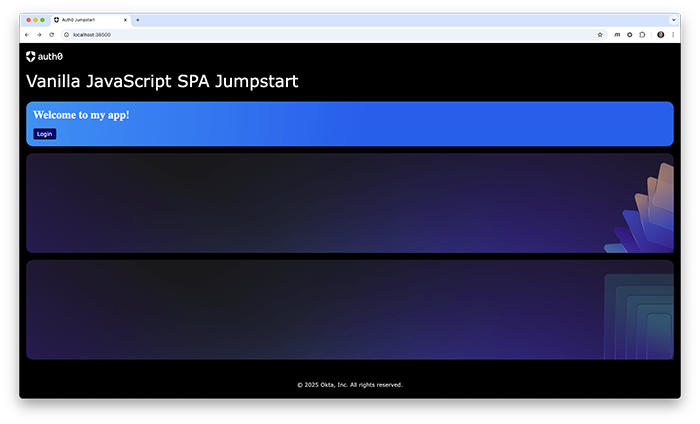 Auth0 Jumpstart
localhost:38500
auth0
Vanilla JavaScript SPA Jumpstart
Welcome to my app!
Login
© 2025 Okta, Inc. All rights reserved.